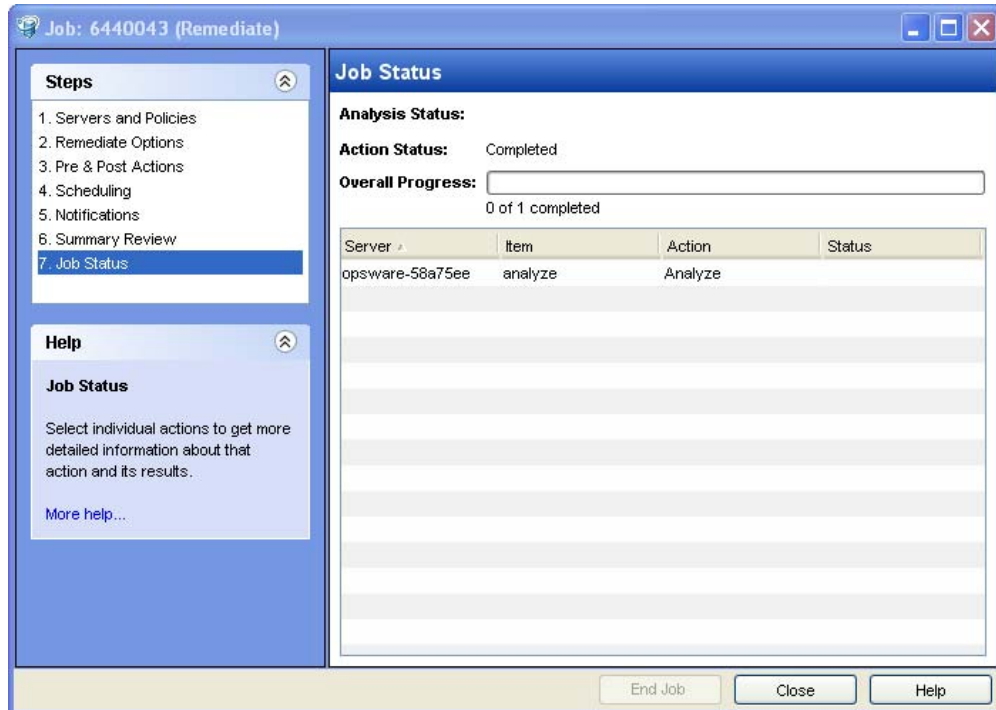 Job: 6440043 (Remediate)
Steps
1. Servers and Policies
2. Remediate Options
3. Pre & Post Actions
4. Scheduling
5. Notifications
6. Summary Review
7. Job Status
Help
Job Status
Select individual actions to get more
detailed information about that
action and its results.
More help...
Job Status
Analysis Status:
Action Status: Completed
Overall Progress:
0 of 1 completed
Server Item Action Status
opsware-58a75ee analyze Analyze
End Job Close Help